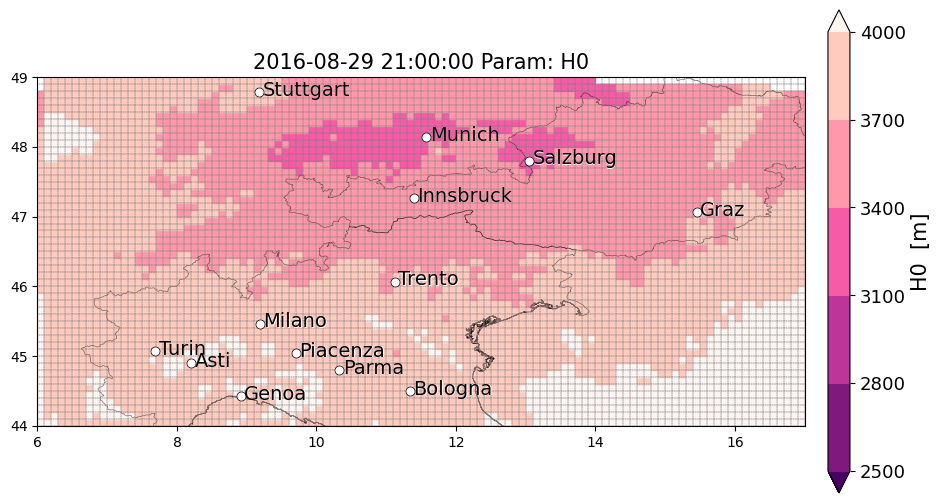 2016-08-29 21:00:00 Param: H0
49
48
47
46
45
44
6
8
10
12
14
16
Stuttgart
Munich
Salzburg
Innsbruck
Graz
Trento
Milano
Turin
Piacenza
Asti
Parma
Genoa
Bologna
4000
3700
3400
3100
2800
2500
H0 [m]